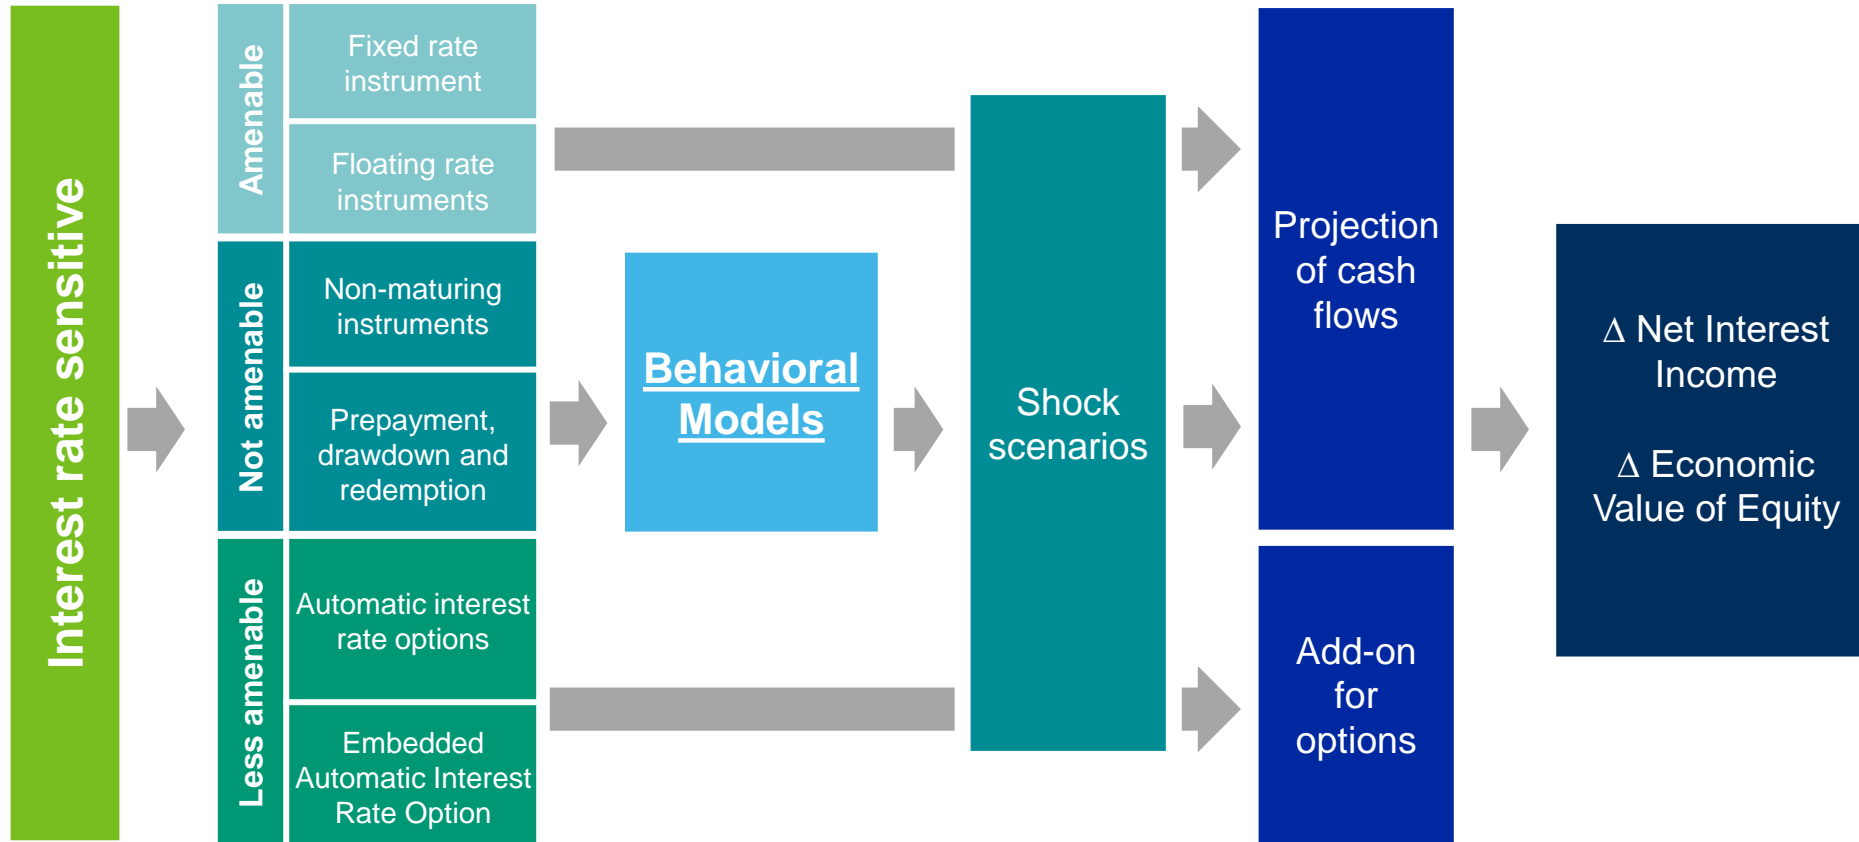 Interest rate sensitive
Amenable
Fixed rate
instrument
Floating rate
instruments
Not amenable
Non-maturing
instruments
Prepayment,
drawdown and
redemption
Less amenable
Automatic interest
rate options
Embedded
Automatic Interest
Rate Option
Behavioral
Models
Shock
scenarios
Projection
of cash
flows
Add-on
for
options
Δ Net Interest
Income
Δ Economic
Value of Equity